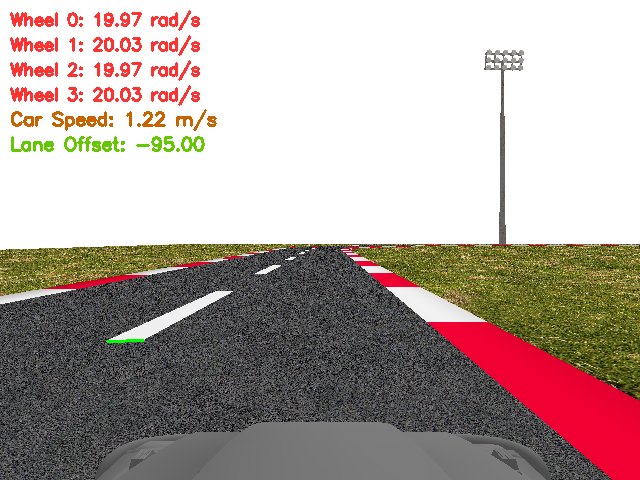 Wheel 0: 19.97 rad/s
Wheel 1: 20.03 rad/s
Wheel 2: 19.97 rad/s
Wheel 3: 20.03 rad/s
Car Speed: 1.22 m/s
Lane Offset: -95.00